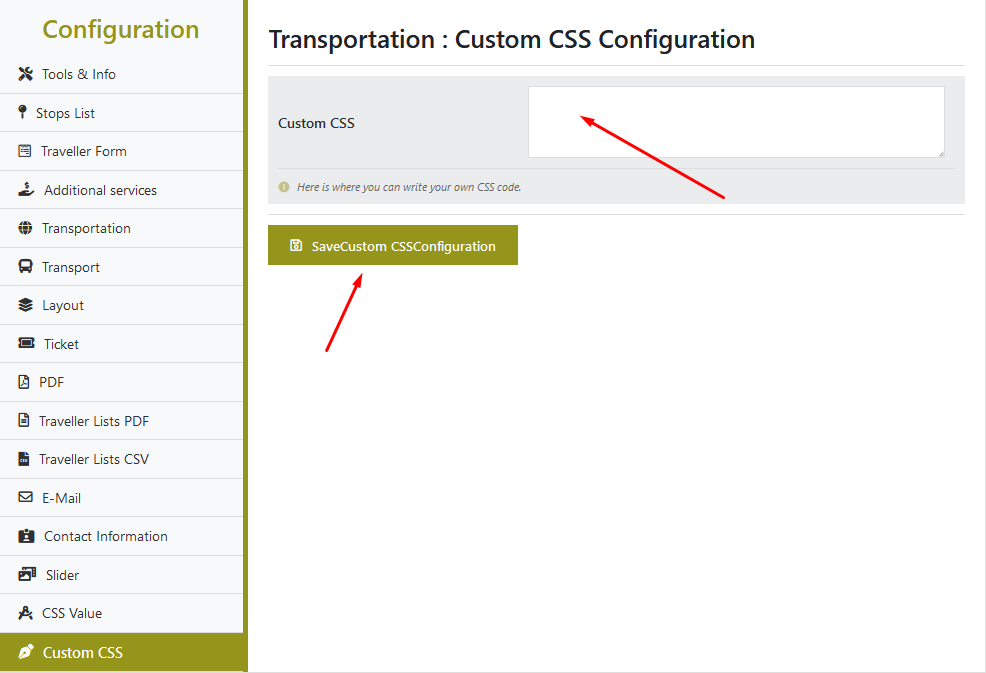 Configuration
Tools & Info
Stops List
Traveller Form
Additional services
Transportation
Transport
Layout
Ticket
PDF
Traveller Lists PDF
Traveller Lists CSV
E-Mail
Contact Information
Slider
CSS Value
Custom CSS
Transportation : Custom CSS Configuration
Custom CSS
Here is where you can write your own CSS code.
SaveCustom CSSConfiguration